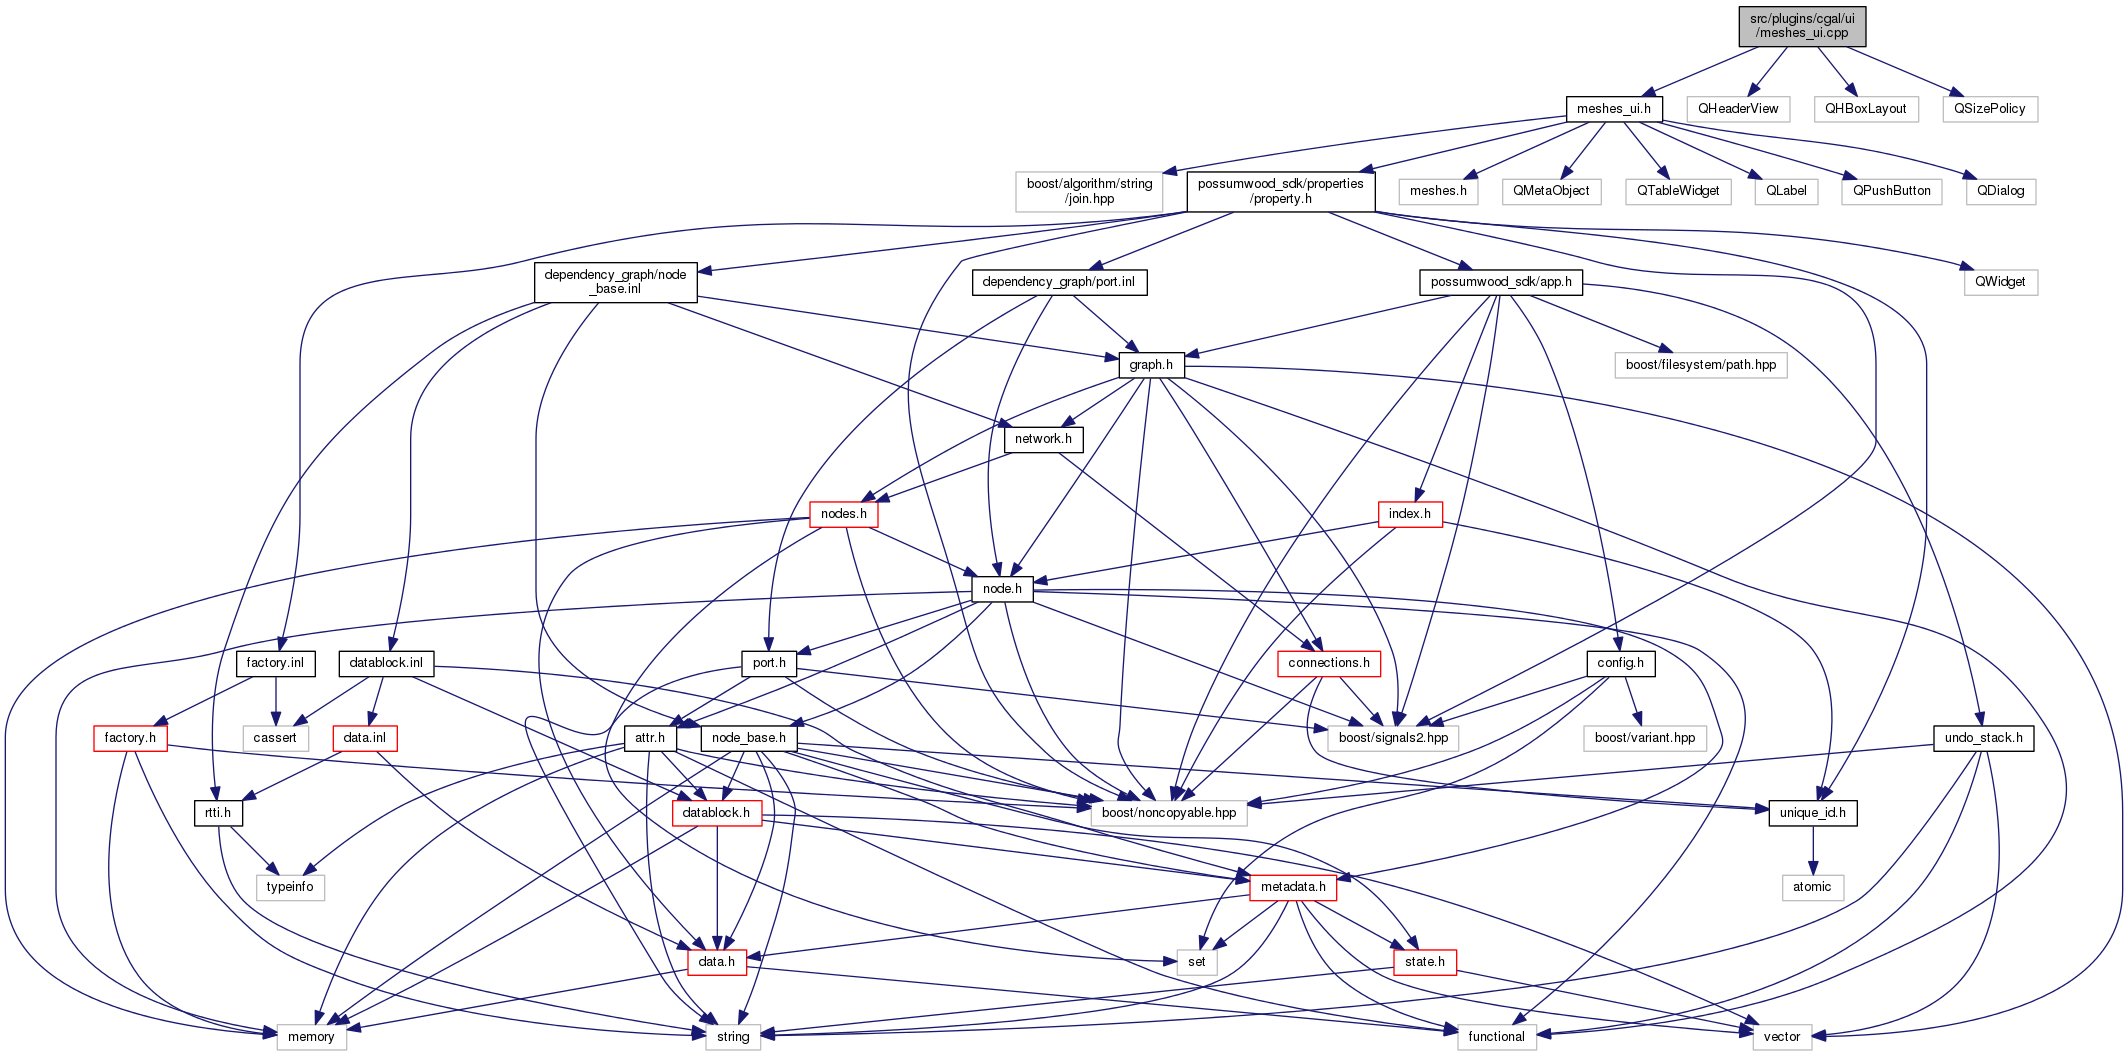 src/plugins/cgal/ui
/meshes_ui.cpp
meshes_ui.h
QHeaderView
QHBoxLayout
QSizePolicy
boost/algorithm/string
/join.hpp
possumwood_sdk/properties
/property.h
meshes.h
QMetaObject
QTableWidget
QLabel
QPushButton
QDialog
dependency_graph/node
_base.inl
dependency_graph/port.inl
possumwood_sdk/app.h
QWidget
graph.h
boost/filesystem/path.hpp
network.h
nodes.h
index.h
node.h
factory.inl
datablock.inl
port.h
connections.h
config.h
factory.h
cassert
data.inl
attr.h
node_base.h
boost/signals2.hpp
boost/variant.hpp
undo_stack.h
rtti.h
datablock.h
boost/noncopyable.hpp
unique_id.h
typeinfo
metadata.h
atomic
data.h
set
state.h
memory
string
functional
vector